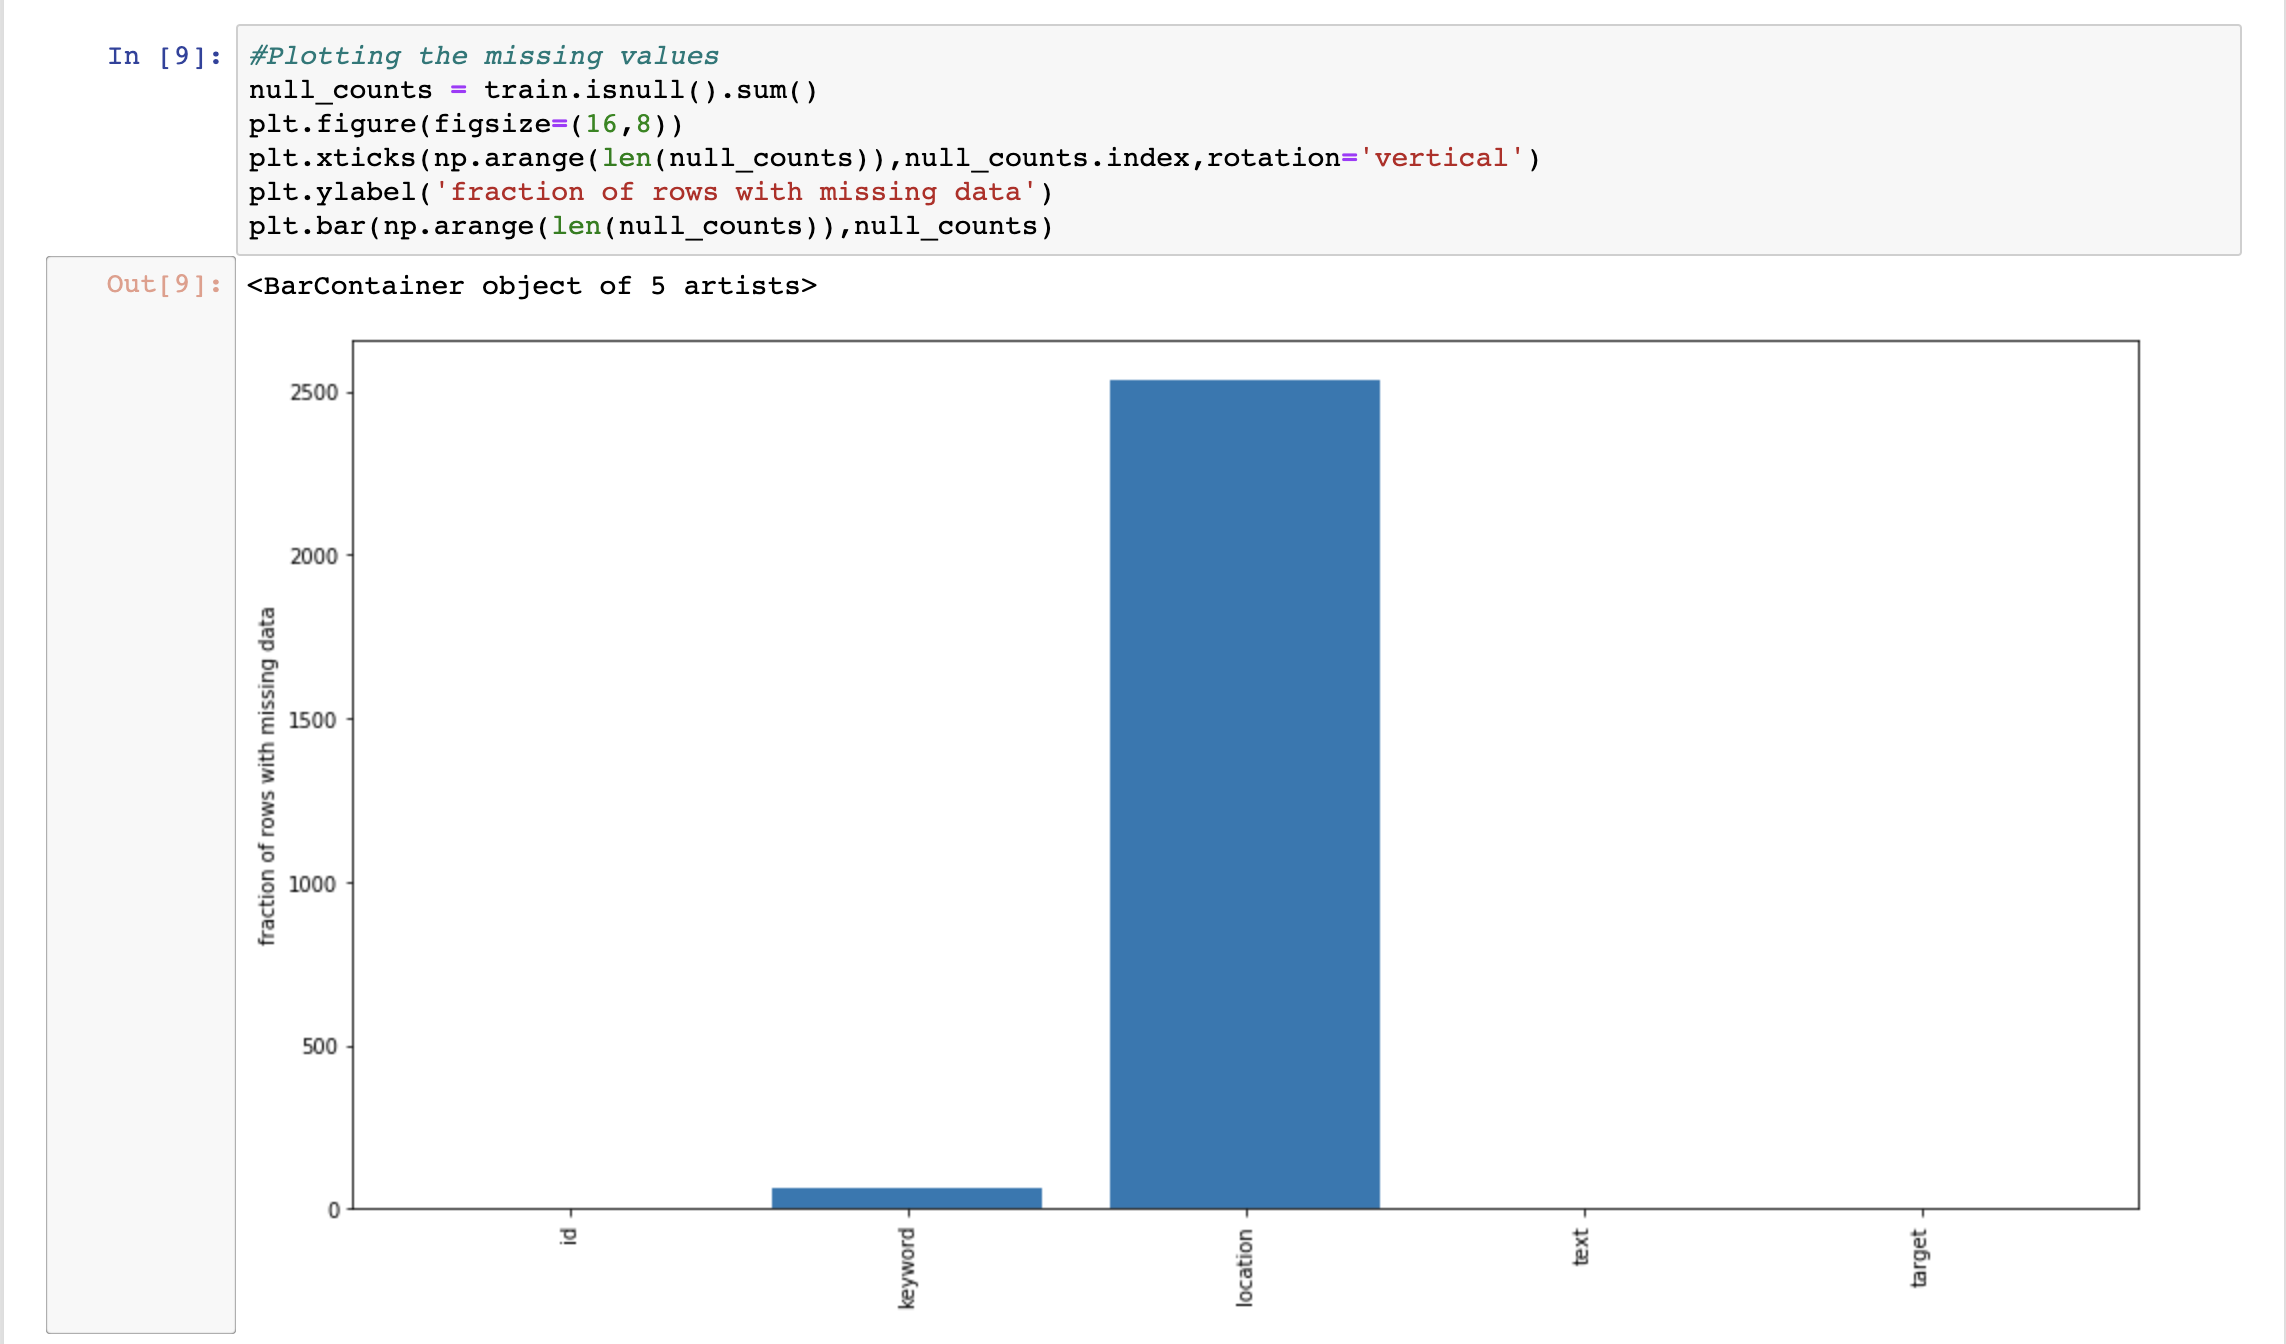 In [9]:
#Plotting the missing values
null_counts = train.isnull().sum()
plt.figure(figsize=(16,8))
plt.xticks(np.arange(len(null_counts)),null_counts.index,rotation='vertical')
plt.ylabel('fraction of rows with missing data')
plt.bar(np.arange(len(null_counts)),null_counts)
Out[9]:
<BarContainer object of 5 artists>
2500
2000
1500
1000
500
0
fraction of rows with missing data
id
keyword
location
text
target